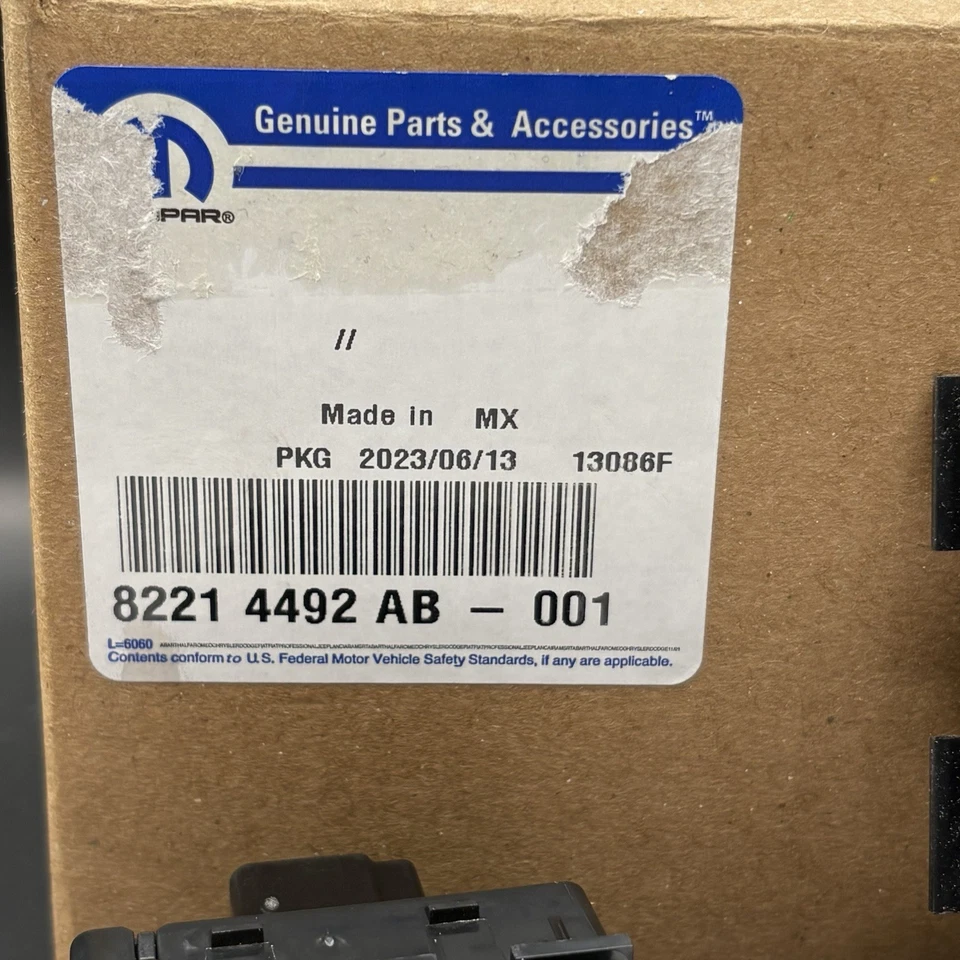 Genuine Parts & Accessories™
PAR®
//
Made in MX
PKG 2023/06/13 13086F
8221 4492 AB – 001
L=6060
Contents conform to U.S. Federal Motor Vehicle Safety Standards, if any are applicable.